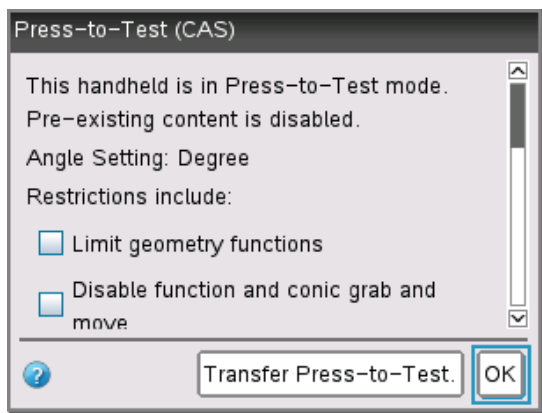 Press-to-Test (CAS)
This handheld is in Press-to-Test mode.
Pre-existing content is disabled.
Angle Setting: Degree
Restrictions include:
Limit geometry functions
Disable function and conic grab and
move
?
Transfer Press-to-Test.
OK